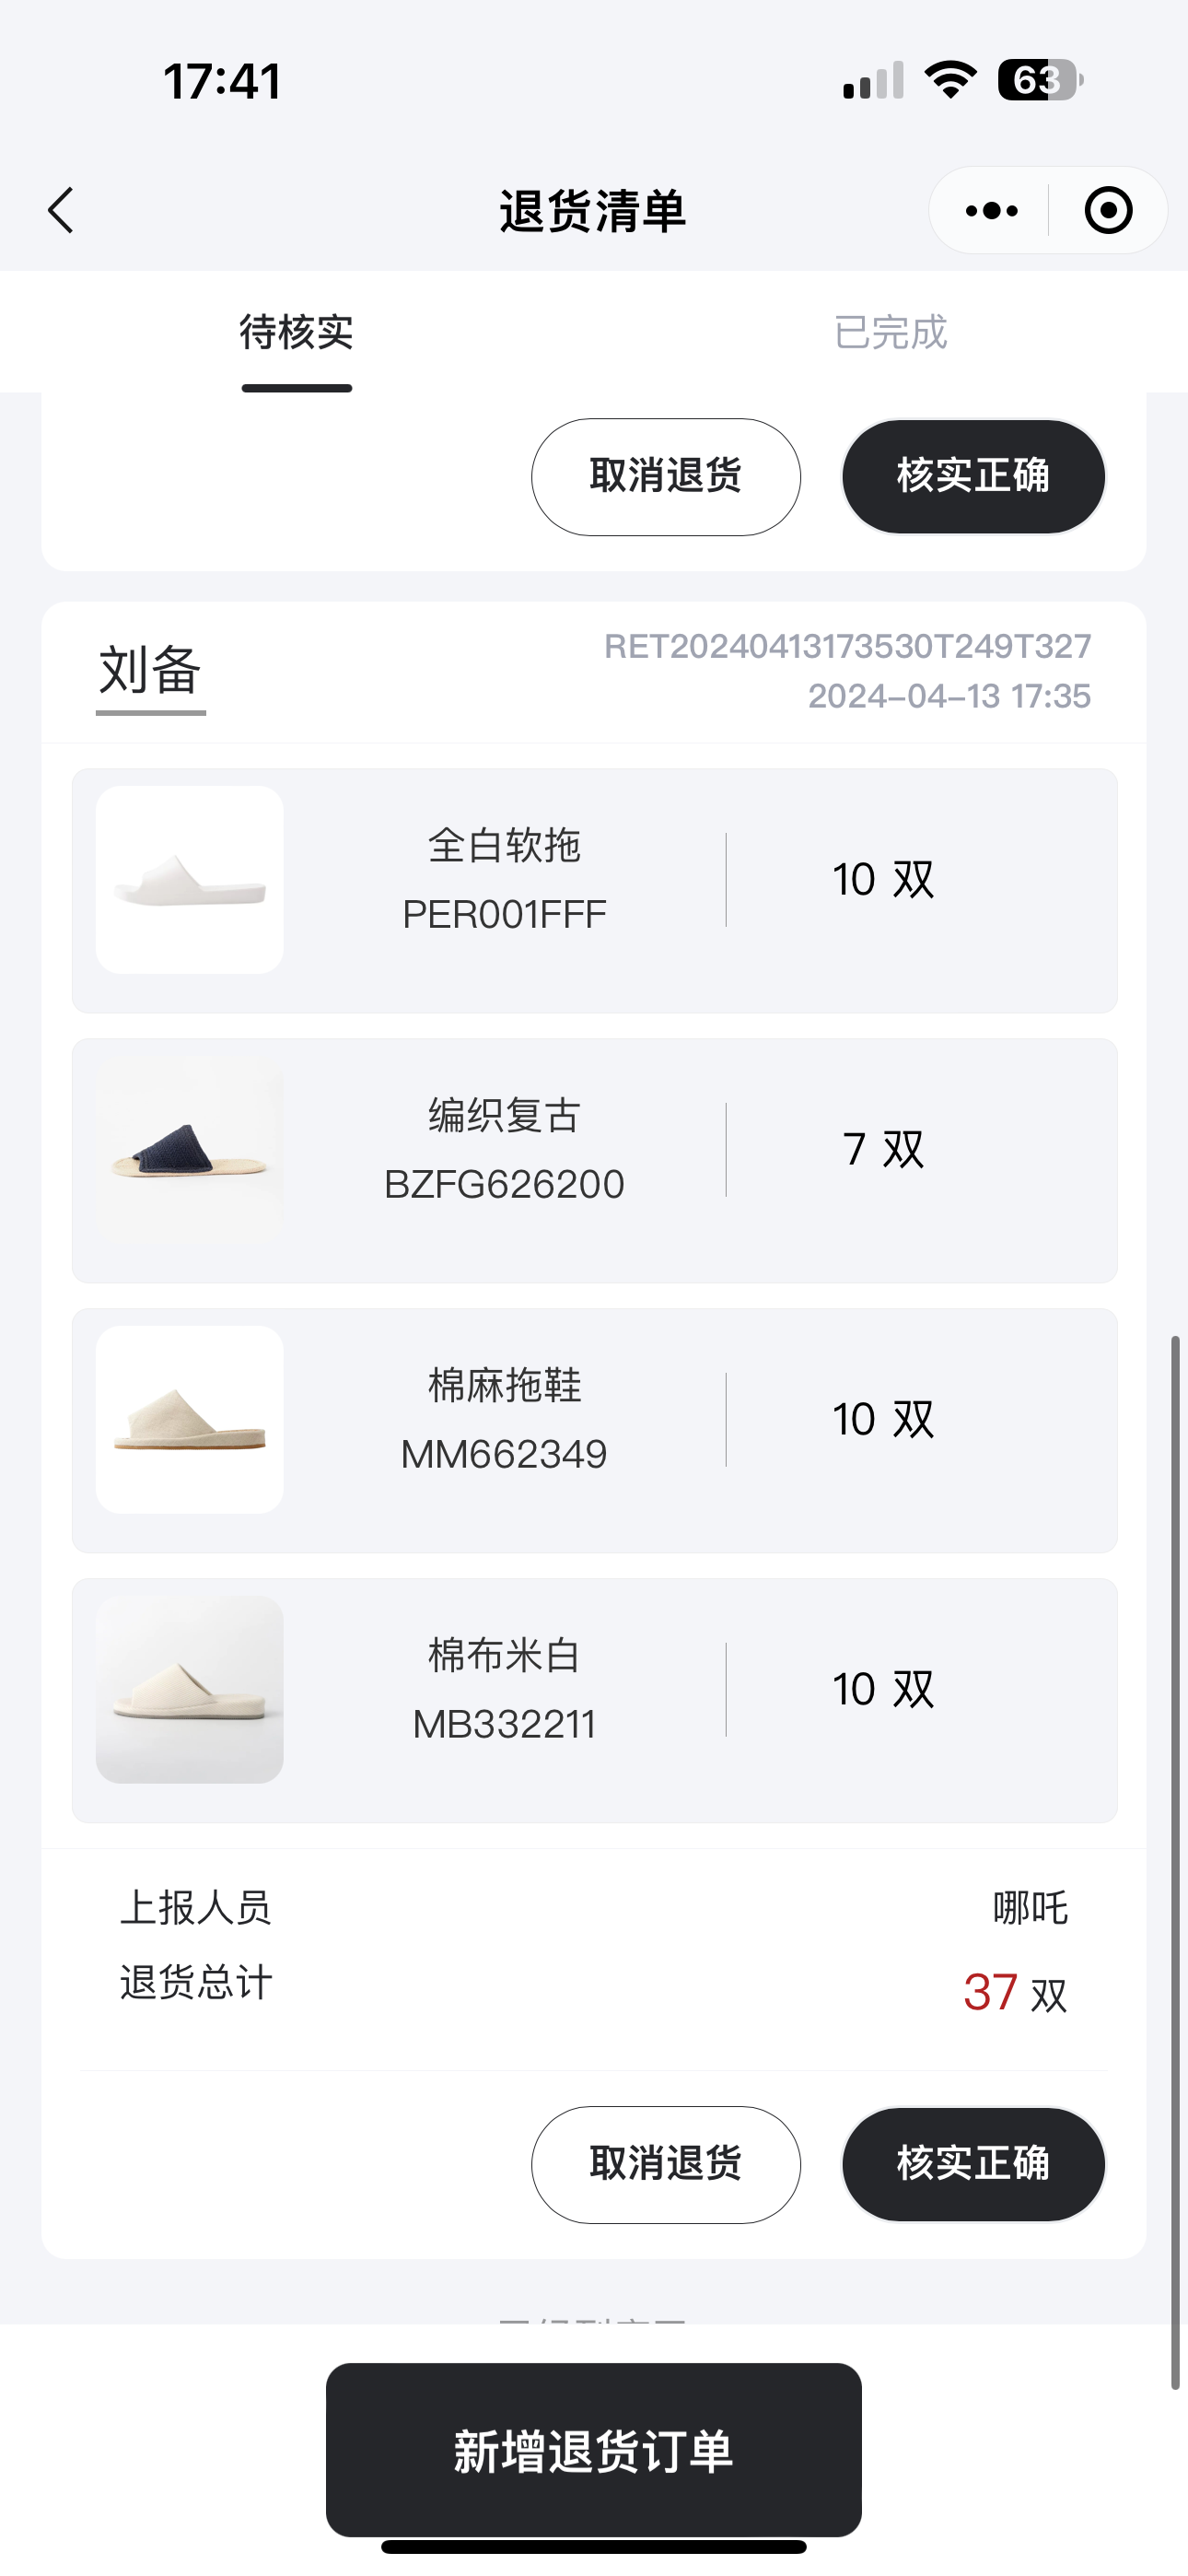 17:41
63
退货清单
待核实
已完成
取消退货
核实正确
刘备
RET20240413173530T249T327
2024-04-13 17:35
全白软拖
PER001FFF
10 双
编织复古
BZFG626200
7 双
棉麻拖鞋
MM662349
10 双
棉布米白
MB332211
10 双
上报人员
哪吒
退货总计
37 双
取消退货
核实正确
新增退货订单